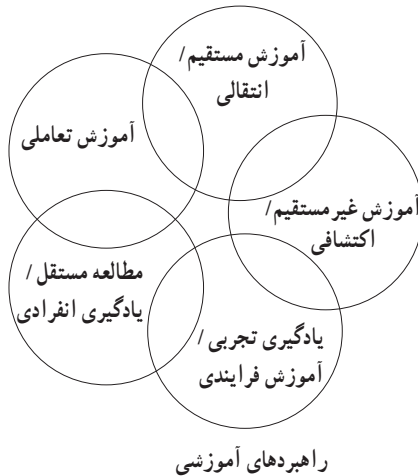 آموزش مستقیم/
انتقالی
آموزش تعاملی
آموزش غیرمستقیم/
اکتشافی
مطالعه مستقل/
یادگیری انفرادی
یادگیری تجربی/
آموزش فرایندی
راهبردهای آموزشی